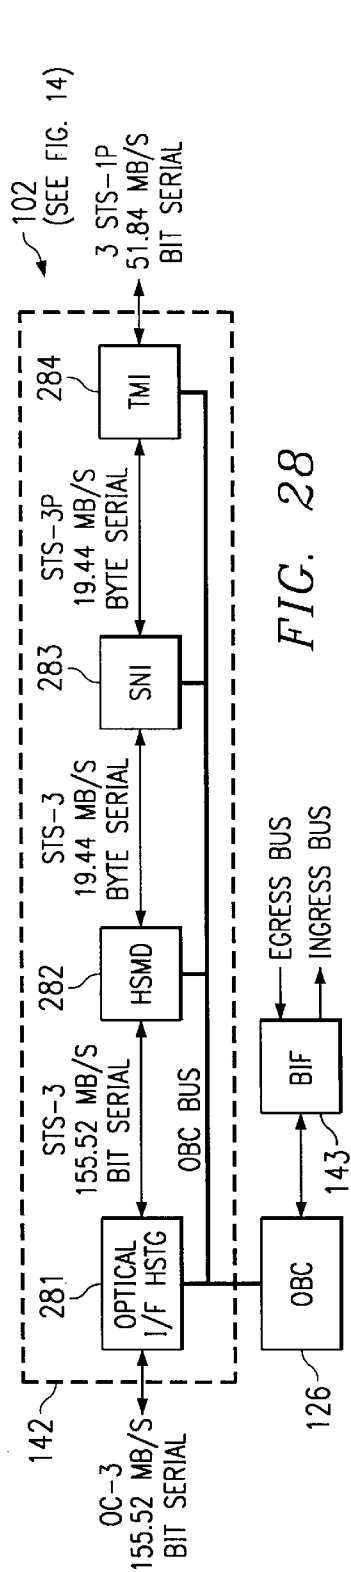 102
(SEE FIG. 14)
142
OC-3
155.52 MB/S
BIT SERIAL
281
OPTICAL
I/F HSTG
STS-3
155.52 MB/S
BIT SERIAL
282
HSMD
STS-3
19.44 MB/S
BYTE SERIAL
283
SNI
STS-3P
19.44 MB/S
BYTE SERIAL
284
TMI
3 STS-1P
51.84 MB/S
BIT SERIAL
OBC BUS
OBC
126
BIF
143
EGRESS BUS
INGRESS BUS
FIG. 28